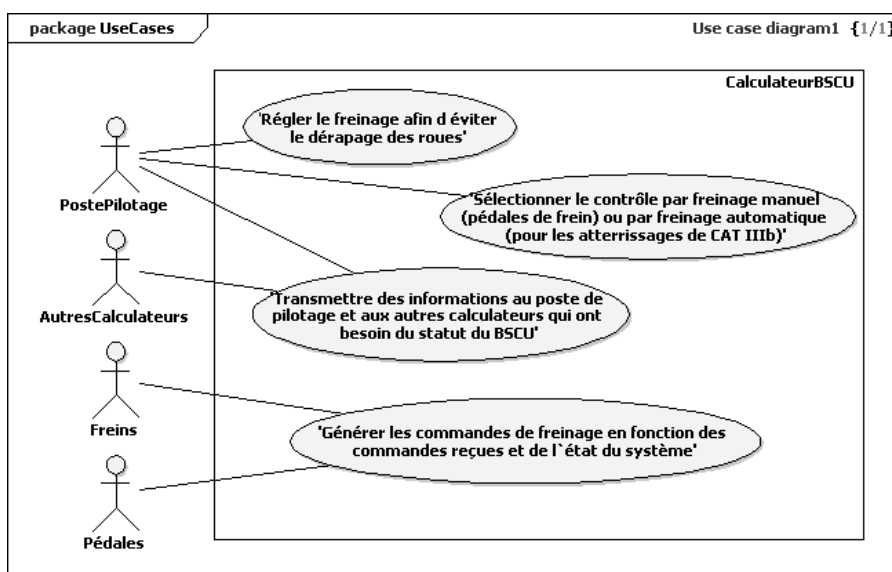 package UseCases
Use case diagram1 {1/1}
CalculateurBSCU
'Régler le freinage afin d éviter
le dérapage des roues'
PostePilotage
'Sélectionner le contrôle par freinage manuel
(pédales de frein) ou par freinage automatique
(pour les atterrissages de CAT IIIb)'
AutresCalculateurs
'Transmettre des informations au poste de
pilotage et aux autres calculateurs qui ont
besoin du statut du BSCU'
Freins
'Générer les commandes de freinage en fonction des
commandes reçues et de l`état du système'
Pédales